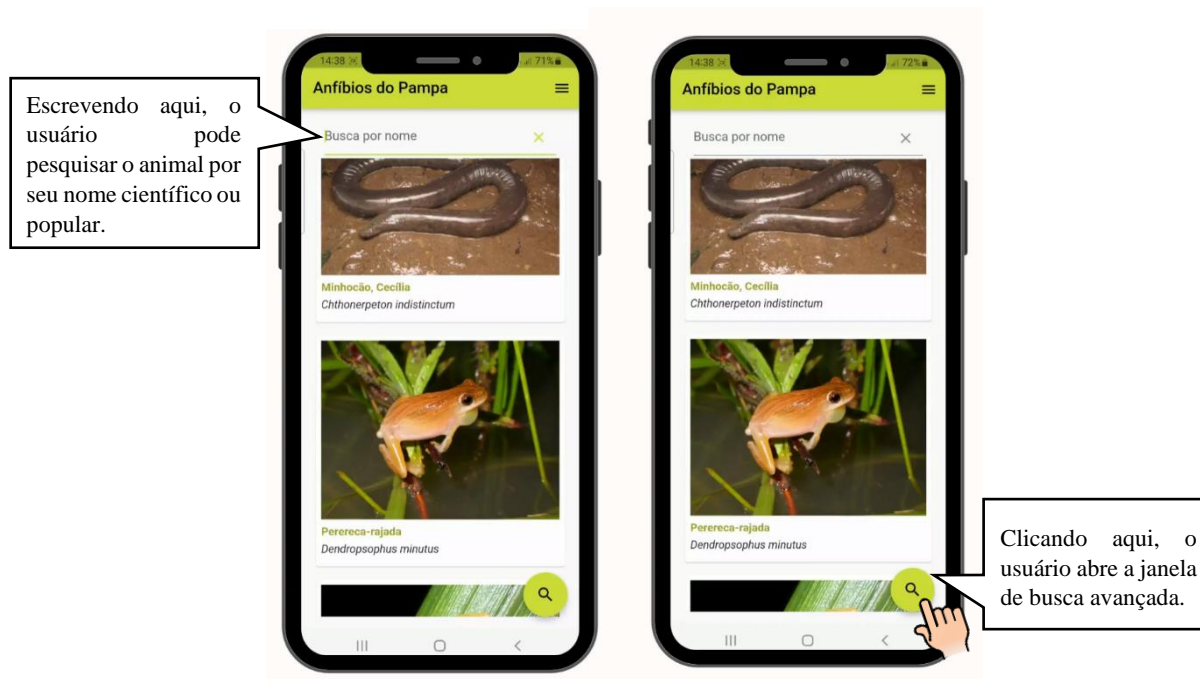 Escrevendo aqui, o
usuário pode
pesquisar o animal por
seu nome científico ou
popular.
14:38
71%
Anfíbios do Pampa
Busca por nome
Minhocão, Cecília
Chthonerpeton indistinctum
Perereca-rajada
Dendropsophus minutus
14:38
72%
Anfíbios do Pampa
Busca por nome
Minhocão, Cecília
Chthonerpeton indistinctum
Perereca-rajada
Dendropsophus minutus
Clicando aqui, o
usuário abre a janela
de busca avançada.